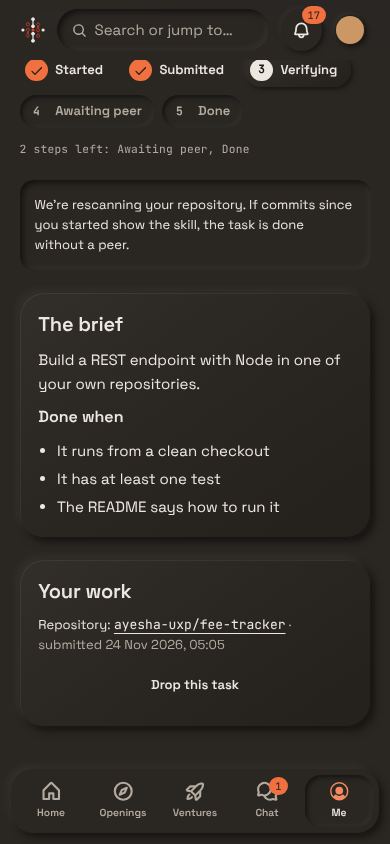 Search or jump to...
17
Started
Submitted
3 Verifying
4 Awaiting peer
5 Done
2 steps left: Awaiting peer, Done
We're rescanning your repository. If commits since
you started show the skill, the task is done
without a peer.
The brief
Build a REST endpoint with Node in one of
your own repositories.
Done when
• It runs from a clean checkout
• It has at least one test
• The README says how to run it
Your work
Repository: ayesha-uxp/fee-tracker ·
submitted 24 Nov 2026, 05:05
Drop this task
1
Home
Openings
Ventures
Chat
Me